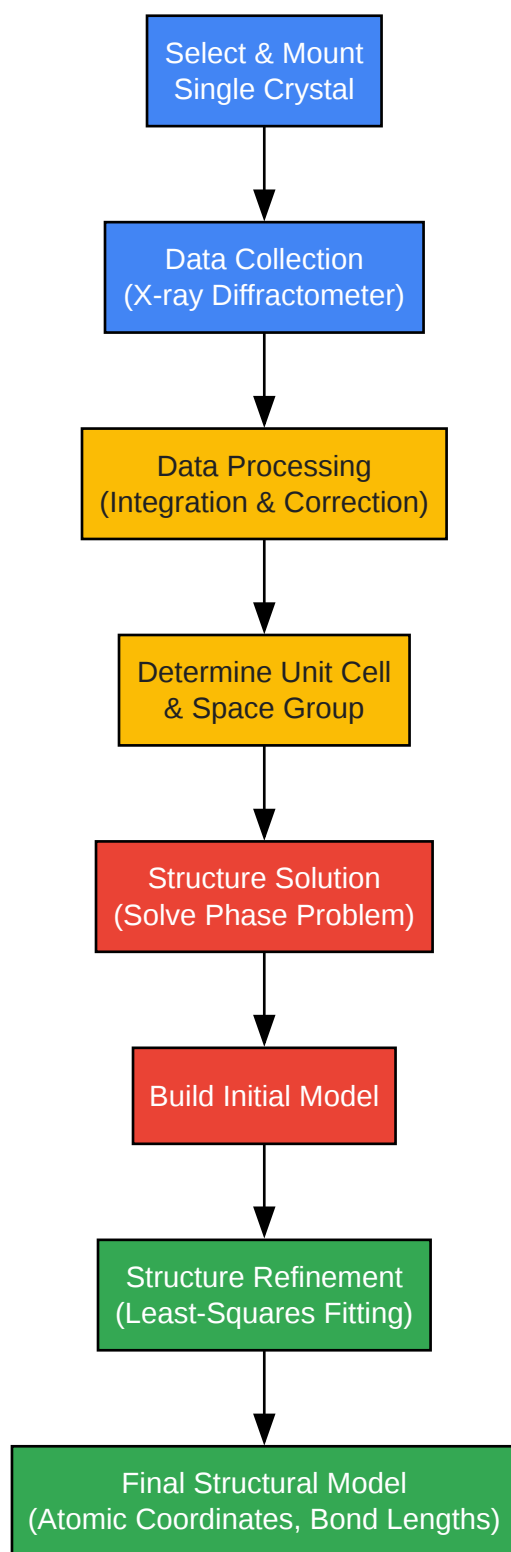 Select & Mount
Single Crystal
Data Collection
(X-ray Diffractometer)
Data Processing
(Integration & Correction)
Determine Unit Cell
& Space Group
Structure Solution
(Solve Phase Problem)
Build Initial Model
Structure Refinement
(Least-Squares Fitting)
Final Structural Model
(Atomic Coordinates, Bond Lengths)